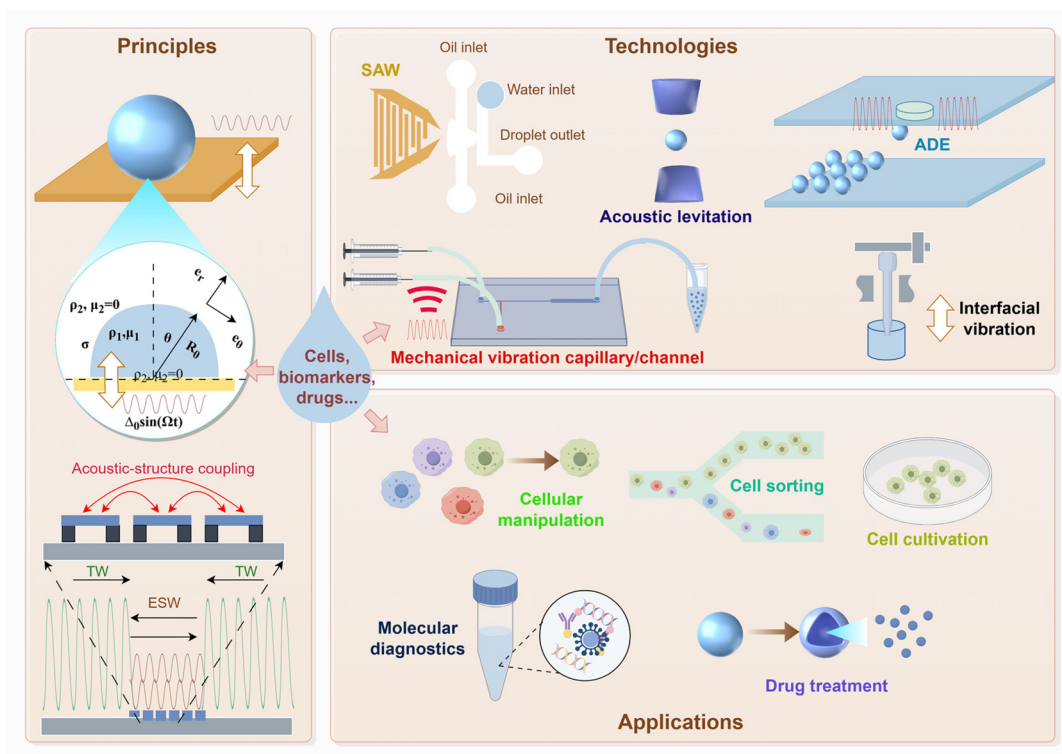 Principles
e_r
ρ₂, μ₂=0
ρ₁,μ₁
θ
σ
R₀
e_θ
ρ₂, μ₂=0
Δ₀sin(Ωt)
Acoustic-structure coupling
TW
TW
ESW
Cells,
biomarkers,
drugs...
Technologies
Oil inlet
SAW
Water inlet
Droplet outlet
Oil inlet
Acoustic levitation
ADE
Mechanical vibration capillary/channel
Interfacial
vibration
Cellular
manipulation
Cell sorting
Cell cultivation
Molecular
diagnostics
Drug treatment
Applications